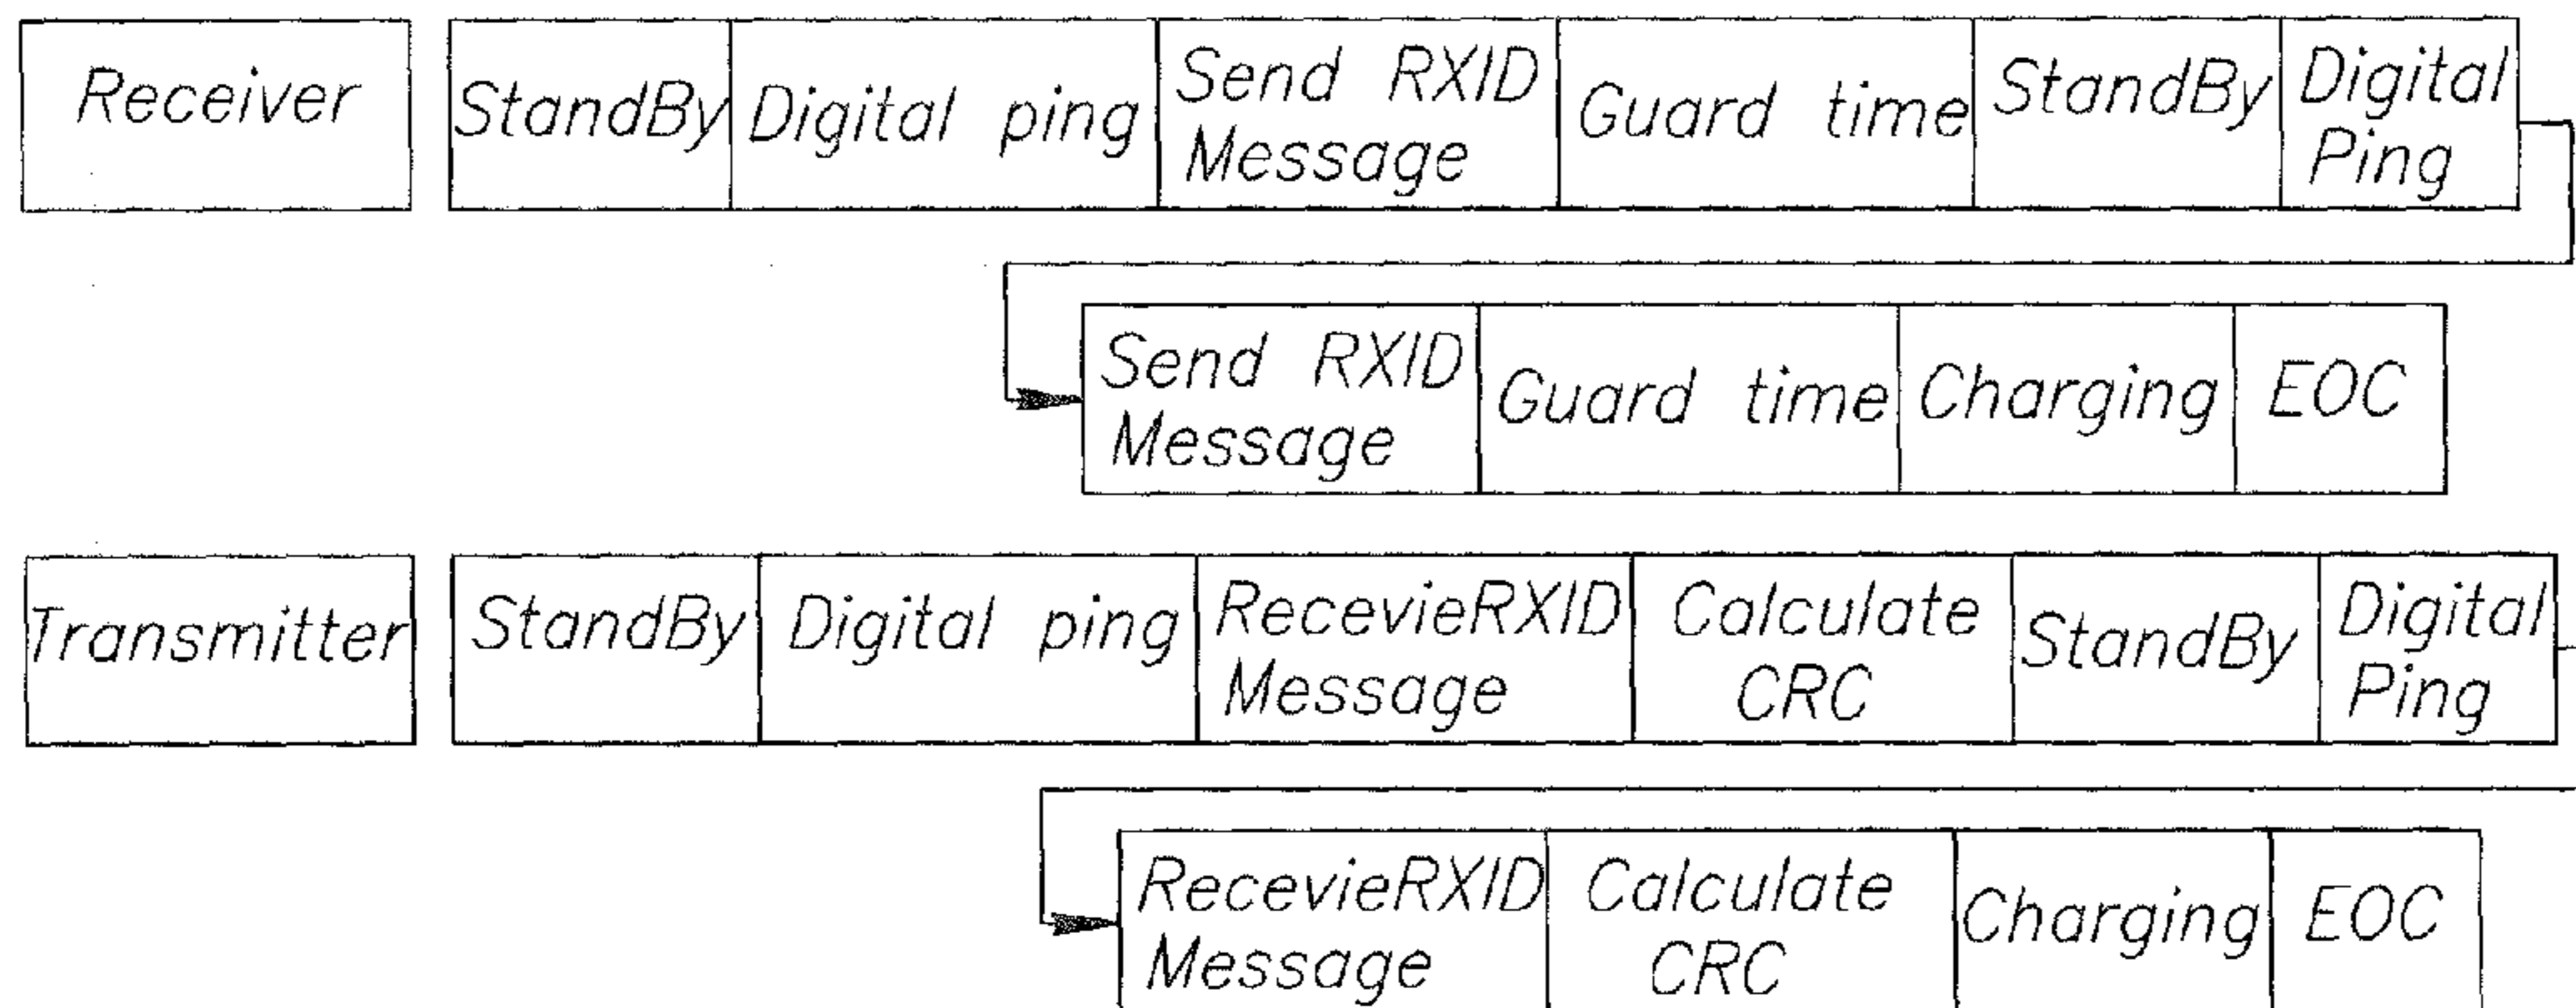 Receiver
StandBy
Digital ping
Send RXID
Message
Guard time
StandBy
Digital
Ping
Send RXID
Message
Guard time
Charging
EOC
Transmitter
StandBy
Digital ping
RecevieRXID
Message
Calculate
CRC
StandBy
Digital
Ping
RecevieRXID
Message
Calculate
CRC
Charging
EOC